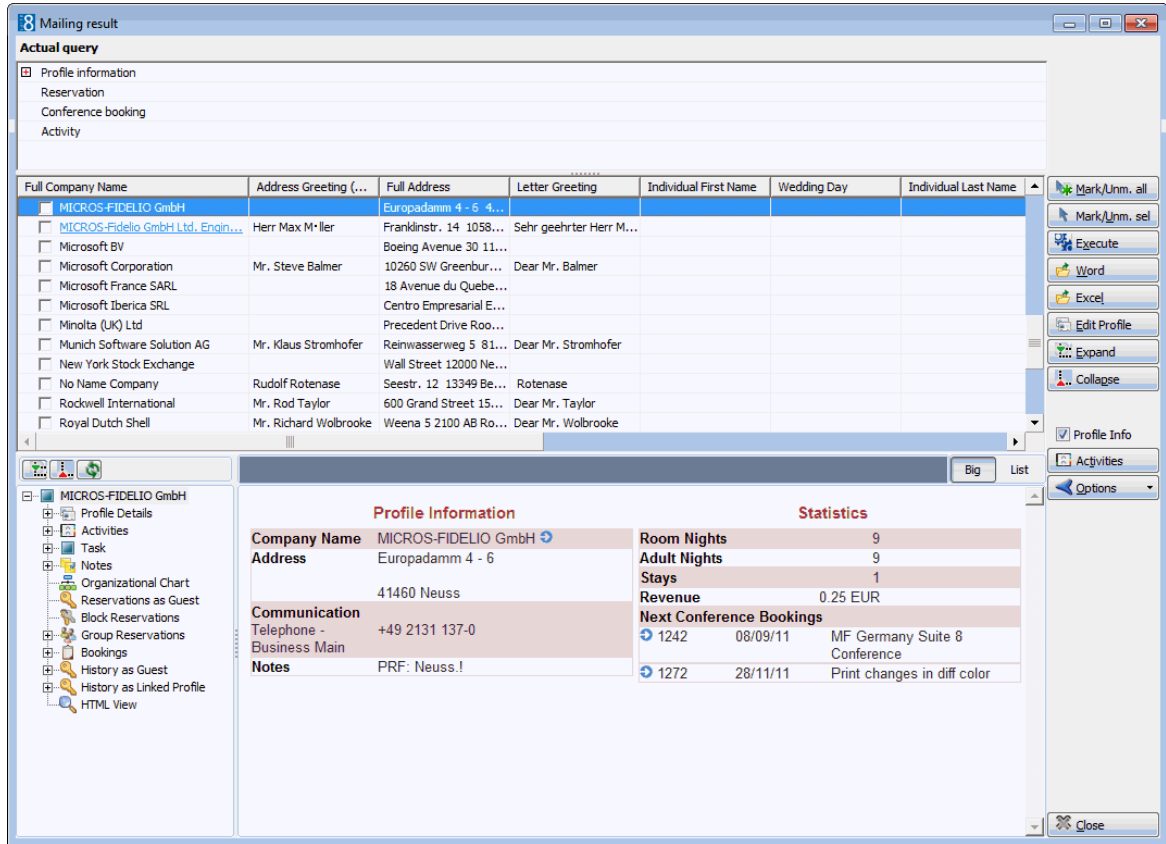 8 Mailing result
Actual query
Profile information
Reservation
Conference booking
Activity
Full Company Name Address Greeting (... Full Address Letter Greeting Individual First Name Wedding Day Individual Last Name
MICROS-FIDELIO GmbH Europadamm 4 - 6 4...
MICROS-Fidelio GmbH Ltd. Engin... Herr Max M•ller Franklinstr. 14 1058... Sehr geehrter Herr M...
Microsoft BV Boeing Avenue 30 11...
Microsoft Corporation Mr. Steve Balmer 10260 SW Greenbur... Dear Mr. Balmer
Microsoft France SARL 18 Avenue du Quebe...
Microsoft Iberica SRL Centro Empresarial E...
Minolta (UK) Ltd Precedent Drive Roo...
Munich Software Solution AG Mr. Klaus Stromhofer Reinwasserweg 5 81... Dear Mr. Stromhofer
New York Stock Exchange Wall Street 12000 Ne...
No Name Company Rudolf Rotenase Seestr. 12 13349 Be... Rotenase
Rockwell International Mr. Rod Taylor 600 Grand Street 15... Dear Mr. Taylor
Royal Dutch Shell Mr. Richard Wolbrooke Weena 5 2100 AB Ro... Dear Mr. Wolbrooke
Mark/Unm. all
Mark/Unm. sel
Execute
Word
Excel
Edit Profile
Expand
Collapse
Profile Info
Activities
Options
Big List
MICROS-FIDELIO GmbH
Profile Details
Activities
Task
Notes
Organizational Chart
Reservations as Guest
Block Reservations
Group Reservations
Bookings
History as Guest
History as Linked Profile
HTML View
Profile Information
Company Name MICROS-FIDELIO GmbH
Address Europadamm 4 - 6
41460 Neuss
Communication
Telephone - +49 2131 137-0
Business Main
Notes PRF: Neuss.!
Statistics
Room Nights 9
Adult Nights 9
Stays 1
Revenue 0.25 EUR
Next Conference Bookings
1242 08/09/11 MF Germany Suite 8
Conference
1272 28/11/11 Print changes in diff color
Close